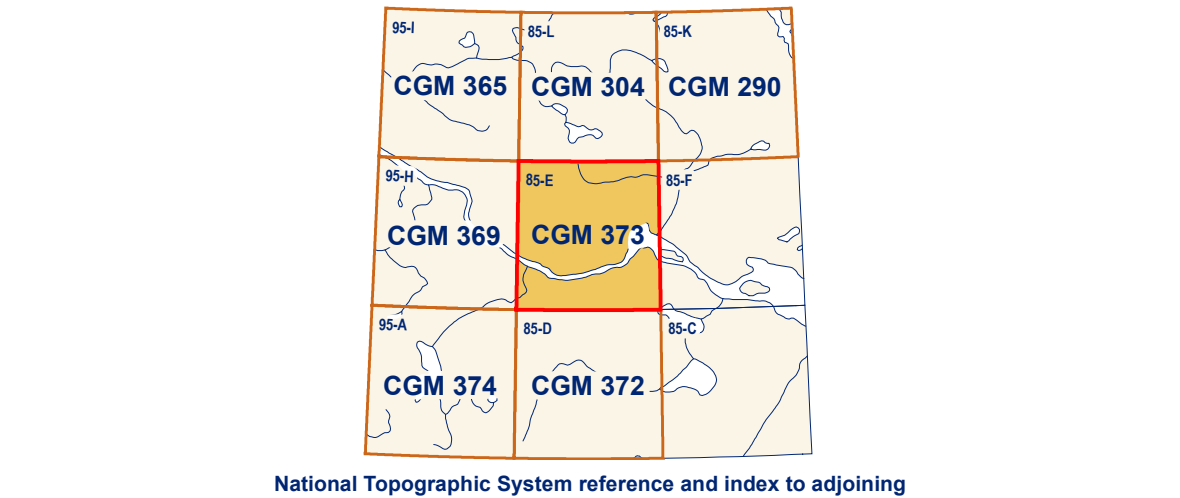 95-I
85-L
85-K
CGM 365
CGM 304
CGM 290
95-H
85-E
85-F
CGM 369
CGM 373
95-A
85-D
85-C
CGM 374
CGM 372
National Topographic System reference and index to adjoining